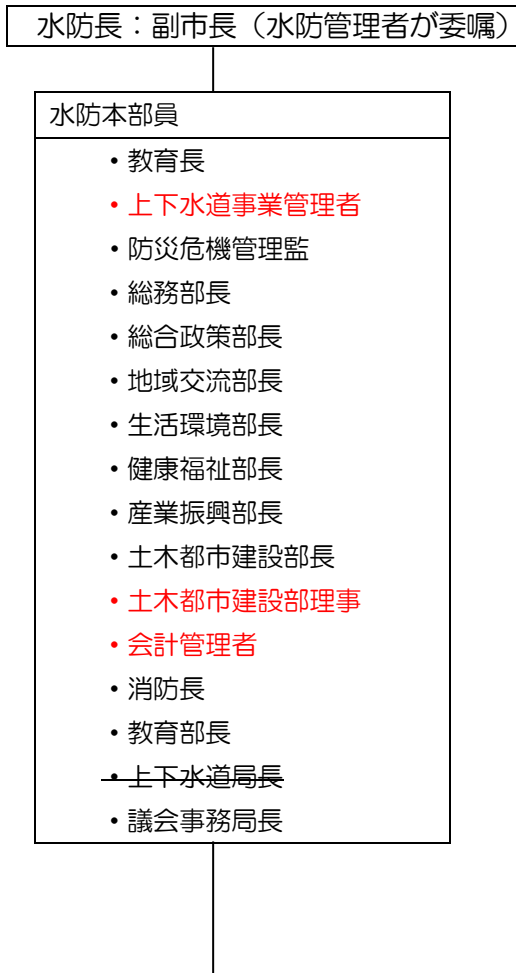 水防長：副市長（水防管理者が委嘱）
水防本部員
・教育長
・上下水道事業管理者
・防災危機管理監
・総務部長
・総合政策部長
・地域交流部長
・生活環境部長
・健康福祉部長
・産業振興部長
・土木都市建設部長
・土木都市建設部理事
・会計管理者
・消防長
・教育部長
・上下水道局長
・議会事務局長